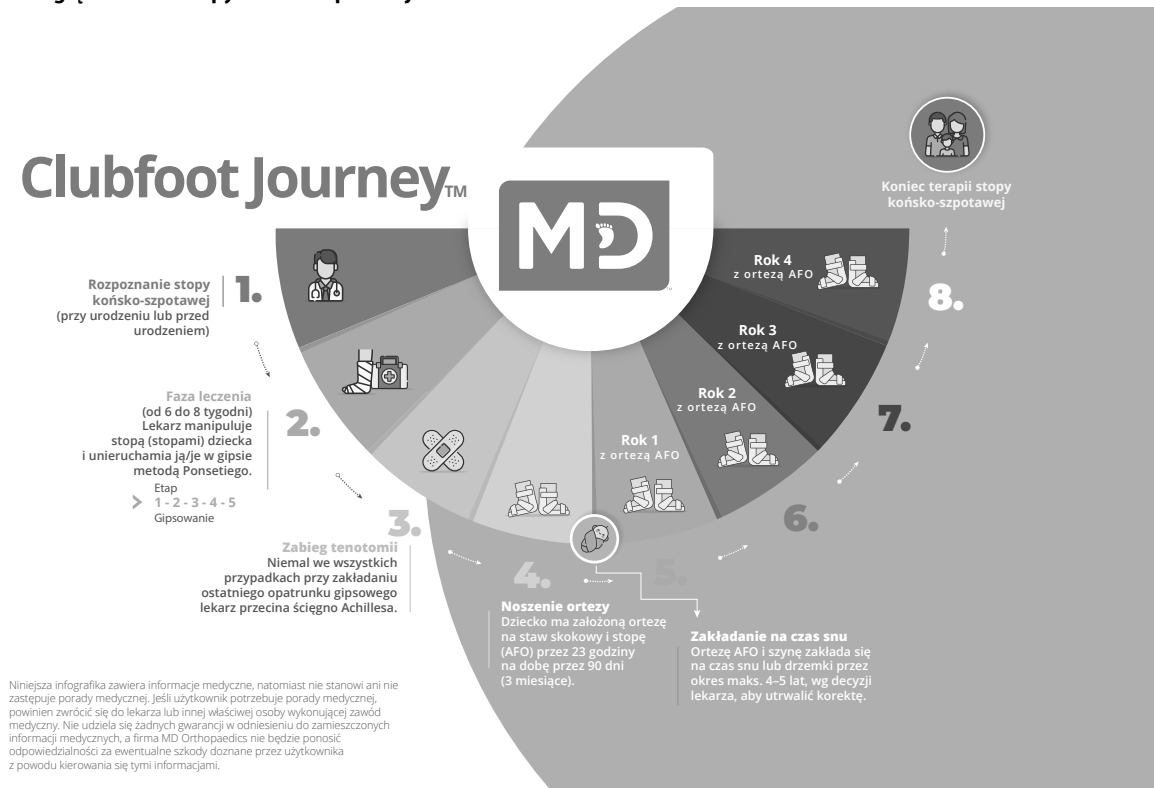 Clubfoot Journey™
MD
1.
Rozpoznanie stopy
końsko-szpotawej
(przy urodzeniu lub przed
urodzeniem)
2.
Faza leczenia
(od 6 do 8 tygodni)
Lekarz manipuluje
stopą (stopami) dziecka
i unieruchamia ją/je w gipsie
metodą Ponsetiego.
Etap
> 1 - 2 - 3 - 4 - 5
Gipsowanie
3.
Zabieg tenotomii
Niemal we wszystkich
przypadkach przy zakładaniu
ostatniego opatrunku gipsowego
lekarz przecina ścięgno Achillesa.
4.
Noszenie ortezy
Dziecko ma założoną ortezę
na staw skokowy i stopę
(AFO) przez 23 godziny
na dobę przez 90 dni
(3 miesiące).
5.
Zakładanie na czas snu
Ortezę AFO i szynę zakłada się
na czas snu lub drzemki przez
okres maks. 4–5 lat, wg decyzji
lekarza, aby utrwalić korektę.
Rok 1
z ortezą AFO
6.
Rok 2
z ortezą AFO
7.
Rok 3
z ortezą AFO
8.
Rok 4
z ortezą AFO
Koniec terapii stopy
końsko-szpotawej
Niniejsza infografika zawiera informacje medyczne, natomiast nie stanowi ani nie
zastępuje porady medycznej. Jeśli użytkownik potrzebuje porady medycznej,
powinien zwrócić się do lekarza lub innej właściwej osoby wykonującej zawód
medyczny. Nie udziela się żadnych gwarancji w odniesieniu do zamieszczonych
informacji medycznych, a firma MD Orthopaedics nie będzie ponosić
odpowiedzialności za ewentualne szkody doznane przez użytkownika
z powodu kierowania się tymi informacjami.